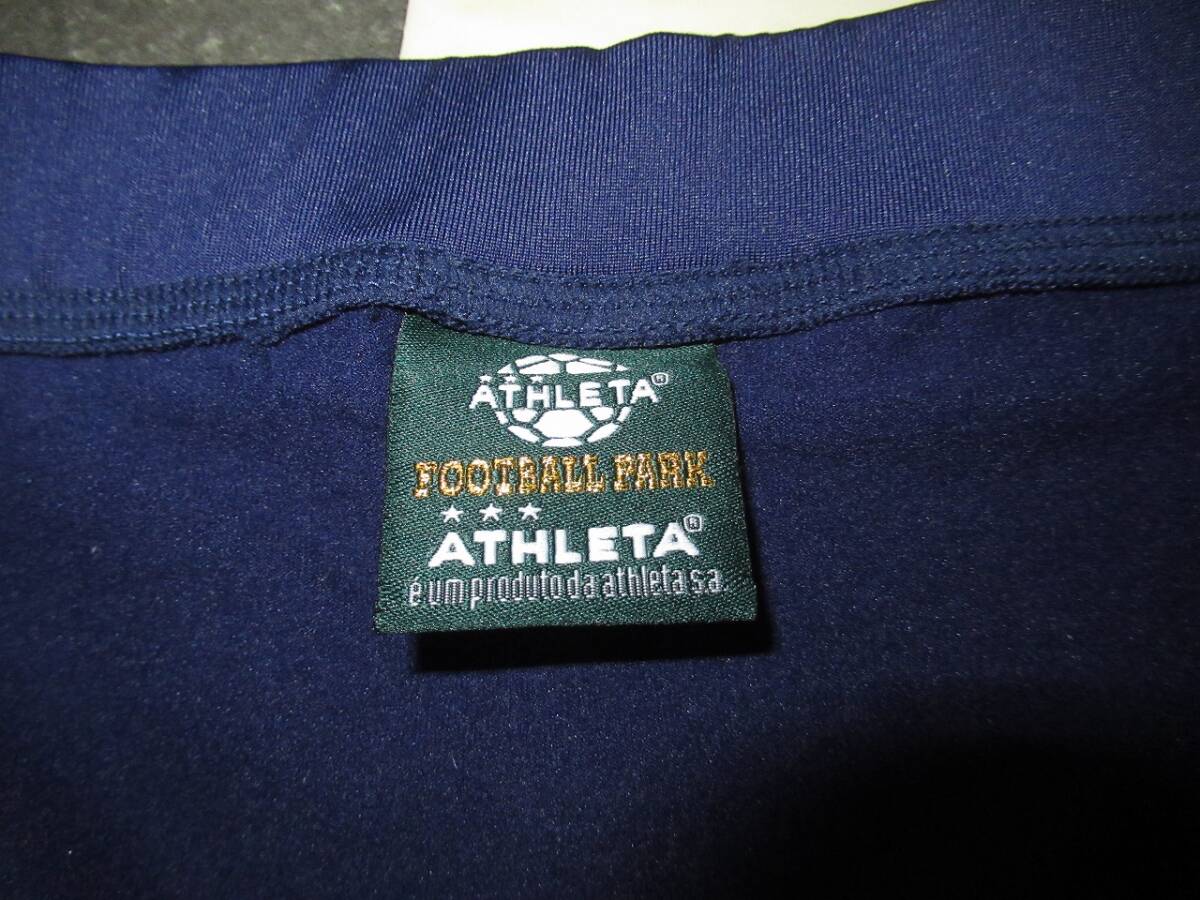 ATHLETA®
FOOTBALL PARK
ATHLETA®
é um produto da athleta s.a.